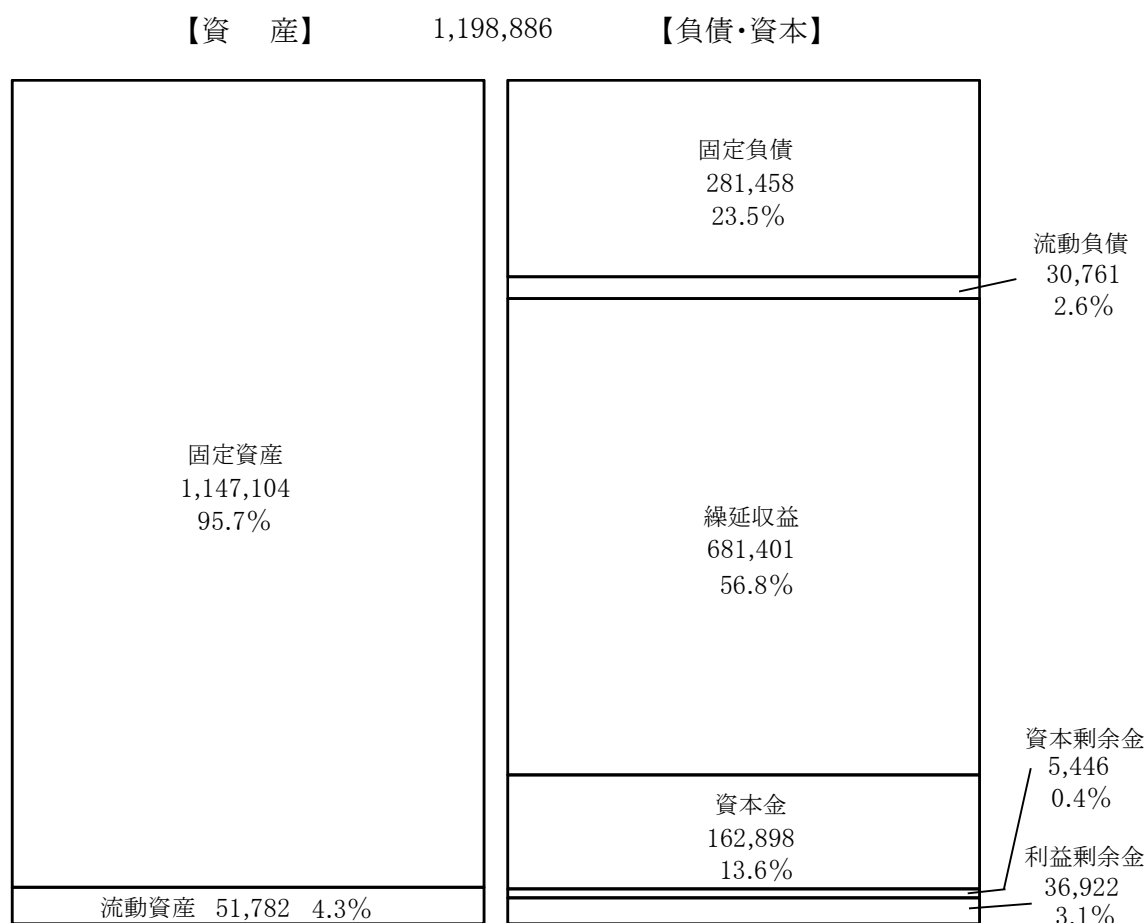 【資　産】　1,198,886　【負債・資本】
固定資産
1,147,104
95.7%
流動資産 51,782 4.3%
固定負債
281,458
23.5%
流動負債
30,761
2.6%
繰延収益
681,401
56.8%
資本金
162,898
13.6%
資本剰余金
5,446
0.4%
利益剰余金
36,922
3.1%